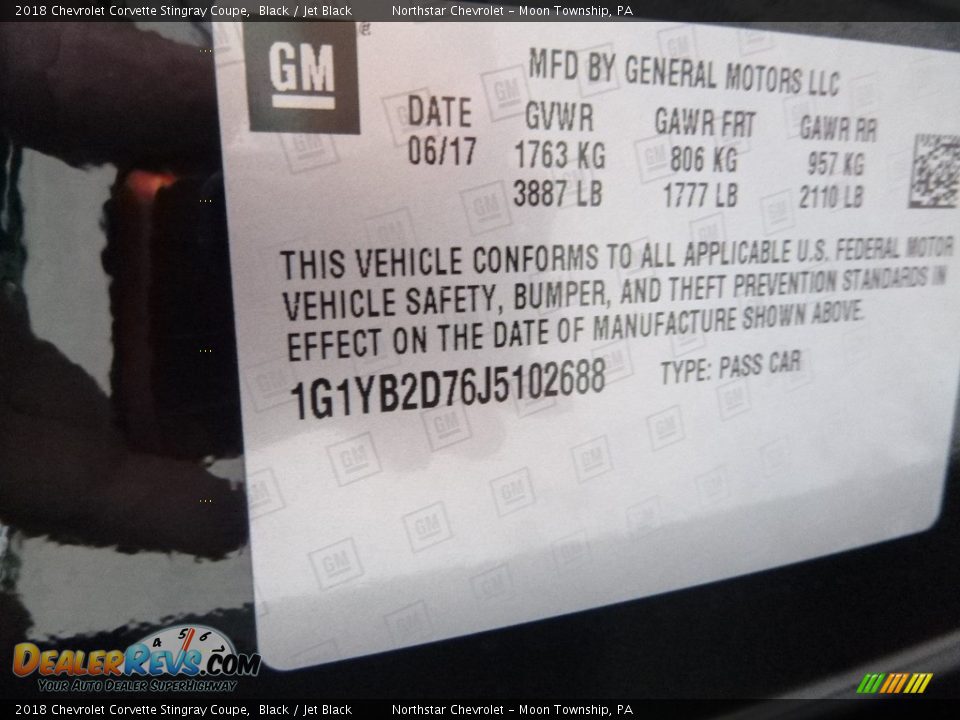 2018 Chevrolet Corvette Stingray Coupe, Black / Jet Black Northstar Chevrolet - Moon Township, PA
GM
MFD BY GENERAL MOTORS LLC
DATE GVWR GAWR FRT GAWR RR
06/17 1763 KG 806 KG 957 KG
3887 LB 1777 LB 2110 LB
THIS VEHICLE CONFORMS TO ALL APPLICABLE U.S. FEDERAL MOTOR
VEHICLE SAFETY, BUMPER, AND THEFT PREVENTION STANDARDS IN
EFFECT ON THE DATE OF MANUFACTURE SHOWN ABOVE.
1G1YB2D76J5102688 TYPE: PASS CAR
4 5 6
DEALERREVS.COM
YOUR AUTO DEALER SUPERHIGHWAY
2018 Chevrolet Corvette Stingray Coupe, Black / Jet Black Northstar Chevrolet - Moon Township, PA